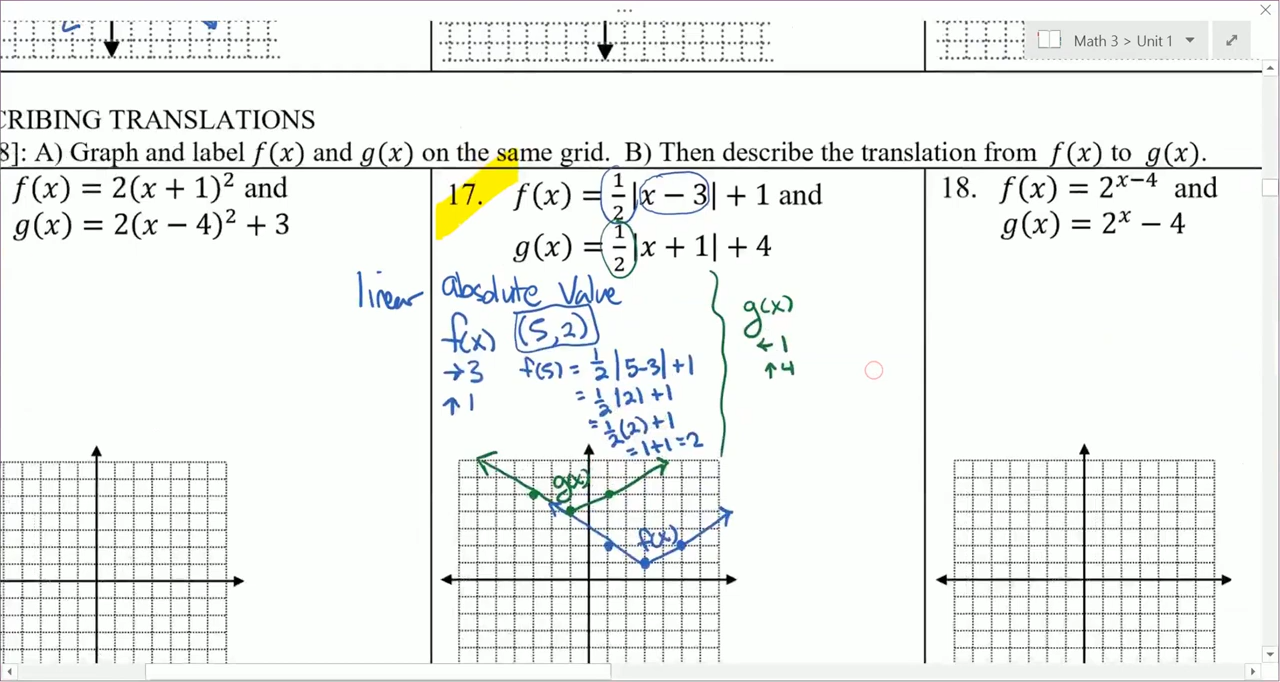 Math 3 > Unit 1
CRIBING TRANSLATIONS
8]: A) Graph and label f(x) and g(x) on the same grid.  B) Then describe the translation from f(x) to g(x).
f(x) = 2(x + 1)² and
g(x) = 2(x − 4)² + 3
17. f(x) = 1/2|x − 3| + 1 and
g(x) = 1/2|x + 1| + 4
linear absolute Value
f(x) (5,2)
→3 f(5) = 1/2|5-3|+1
= 1/2|2|+1
↑1
= 1/2(2)+1
= 1+1=2
g(x)
←1
↑4
g(x)
f(x)
18. f(x) = 2ˣ⁻⁴ and
g(x) = 2ˣ − 4